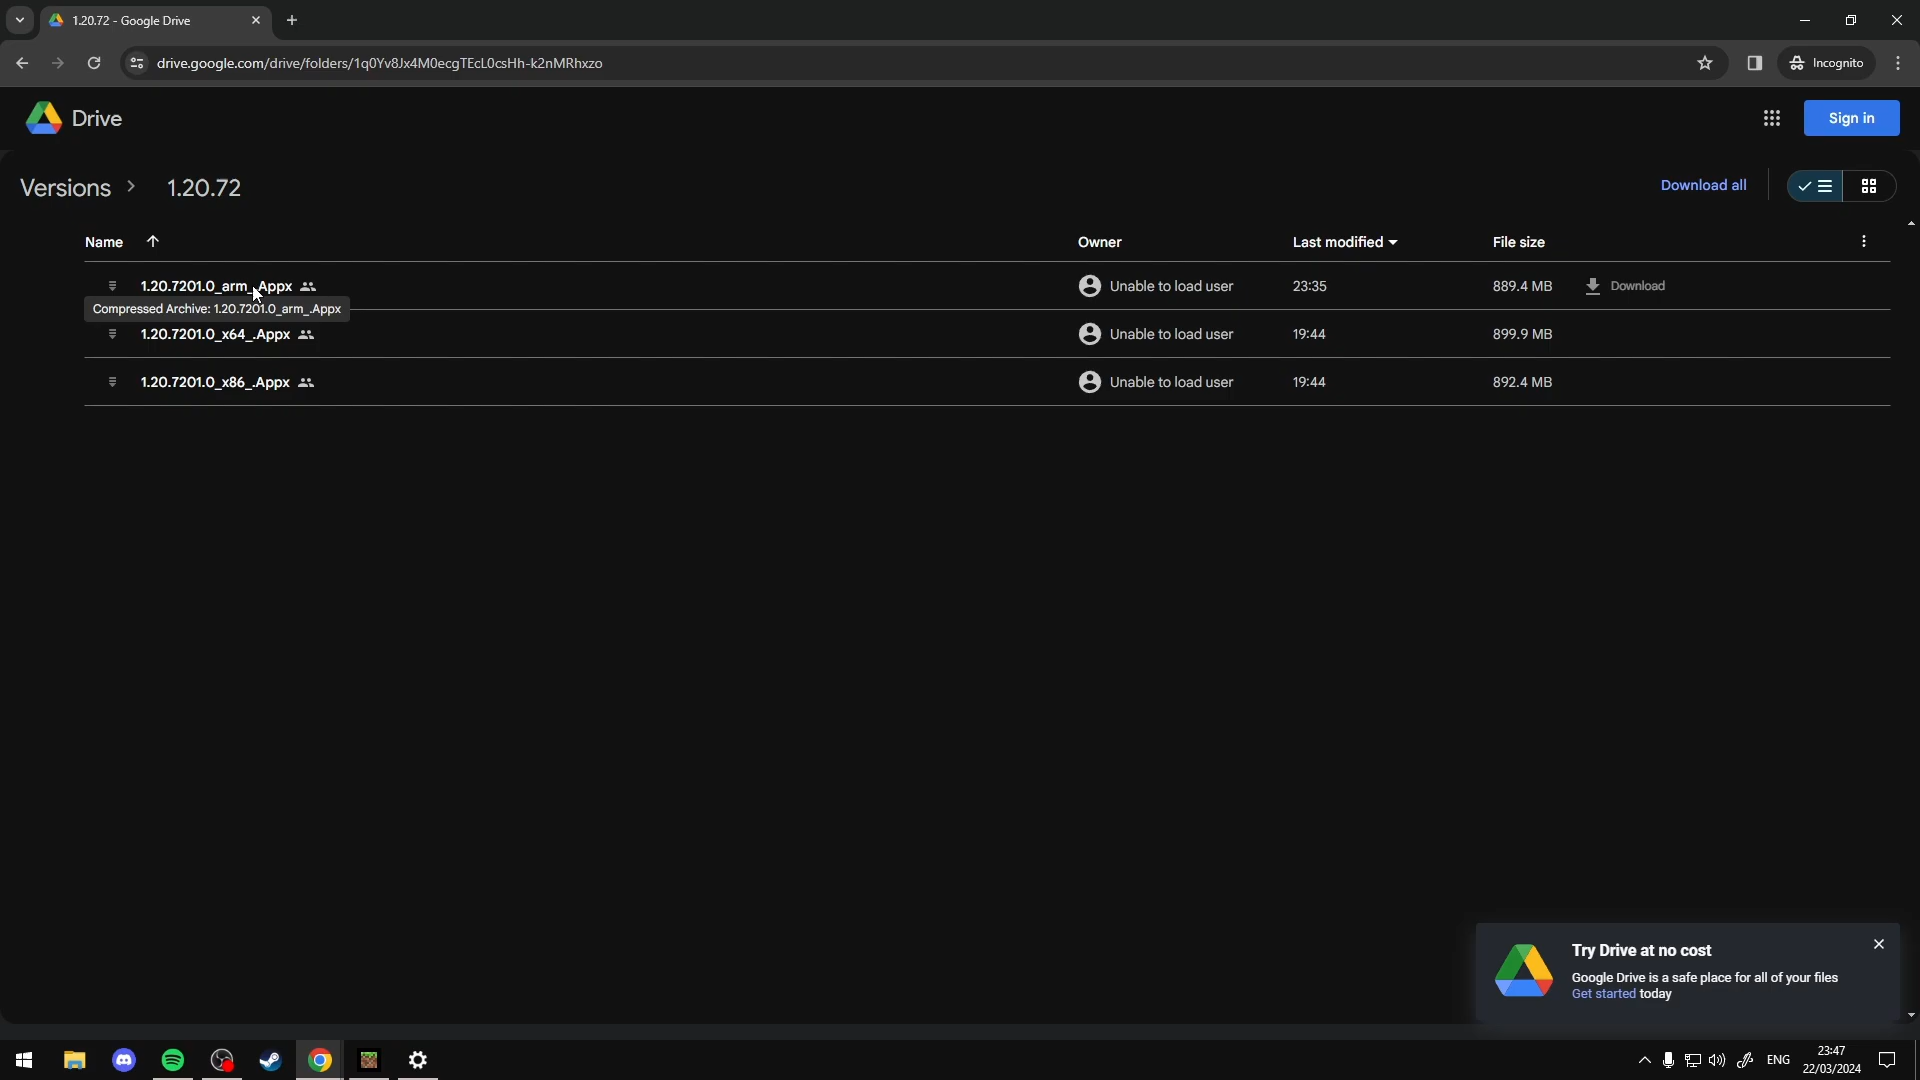 1.20.72 - Google Drive
drive.google.com/drive/folders/1q0Yv8Jx4M0ecgTEcL0csHh-k2nMRhxzo
Incognito
Drive
Sign in
Versions > 1.20.72
Download all
Name Owner Last modified File size
1.20.7201.0_arm_.Appx Unable to load user 23:35 889.4 MB Download
Compressed Archive: 1.20.7201.0_arm_.Appx
1.20.7201.0_x64_.Appx Unable to load user 19:44 899.9 MB
1.20.7201.0_x86_.Appx Unable to load user 19:44 892.4 MB
Try Drive at no cost
Google Drive is a safe place for all of your files
Get started today
ENG
23:47
22/03/2024